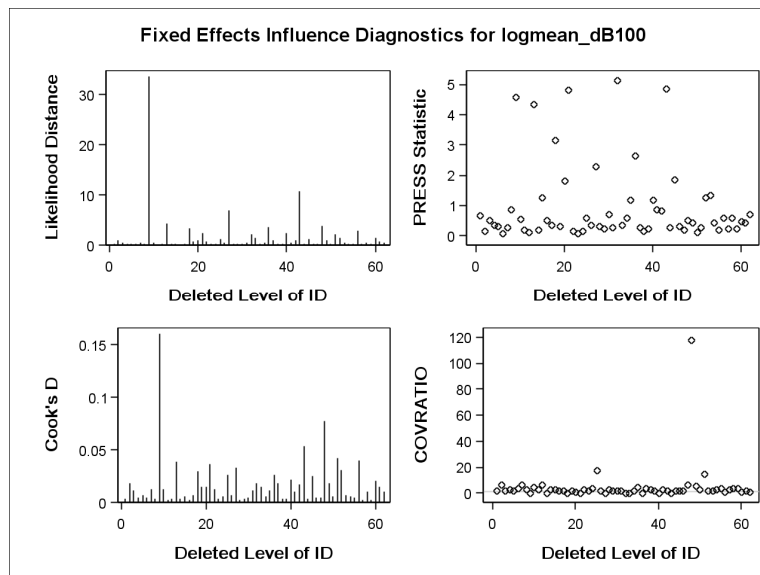 Fixed Effects Influence Diagnostics for logmean_dB100
Likelihood Distance
30
20
10
0
0 20 40 60
Deleted Level of ID
PRESS Statistic
5
4
3
2
1
0
0 20 40 60
Deleted Level of ID
Cook's D
0.15
0.1
0.05
0
0 20 40 60
Deleted Level of ID
COVRATIO
120
100
80
60
40
20
0
0 20 40 60
Deleted Level of ID